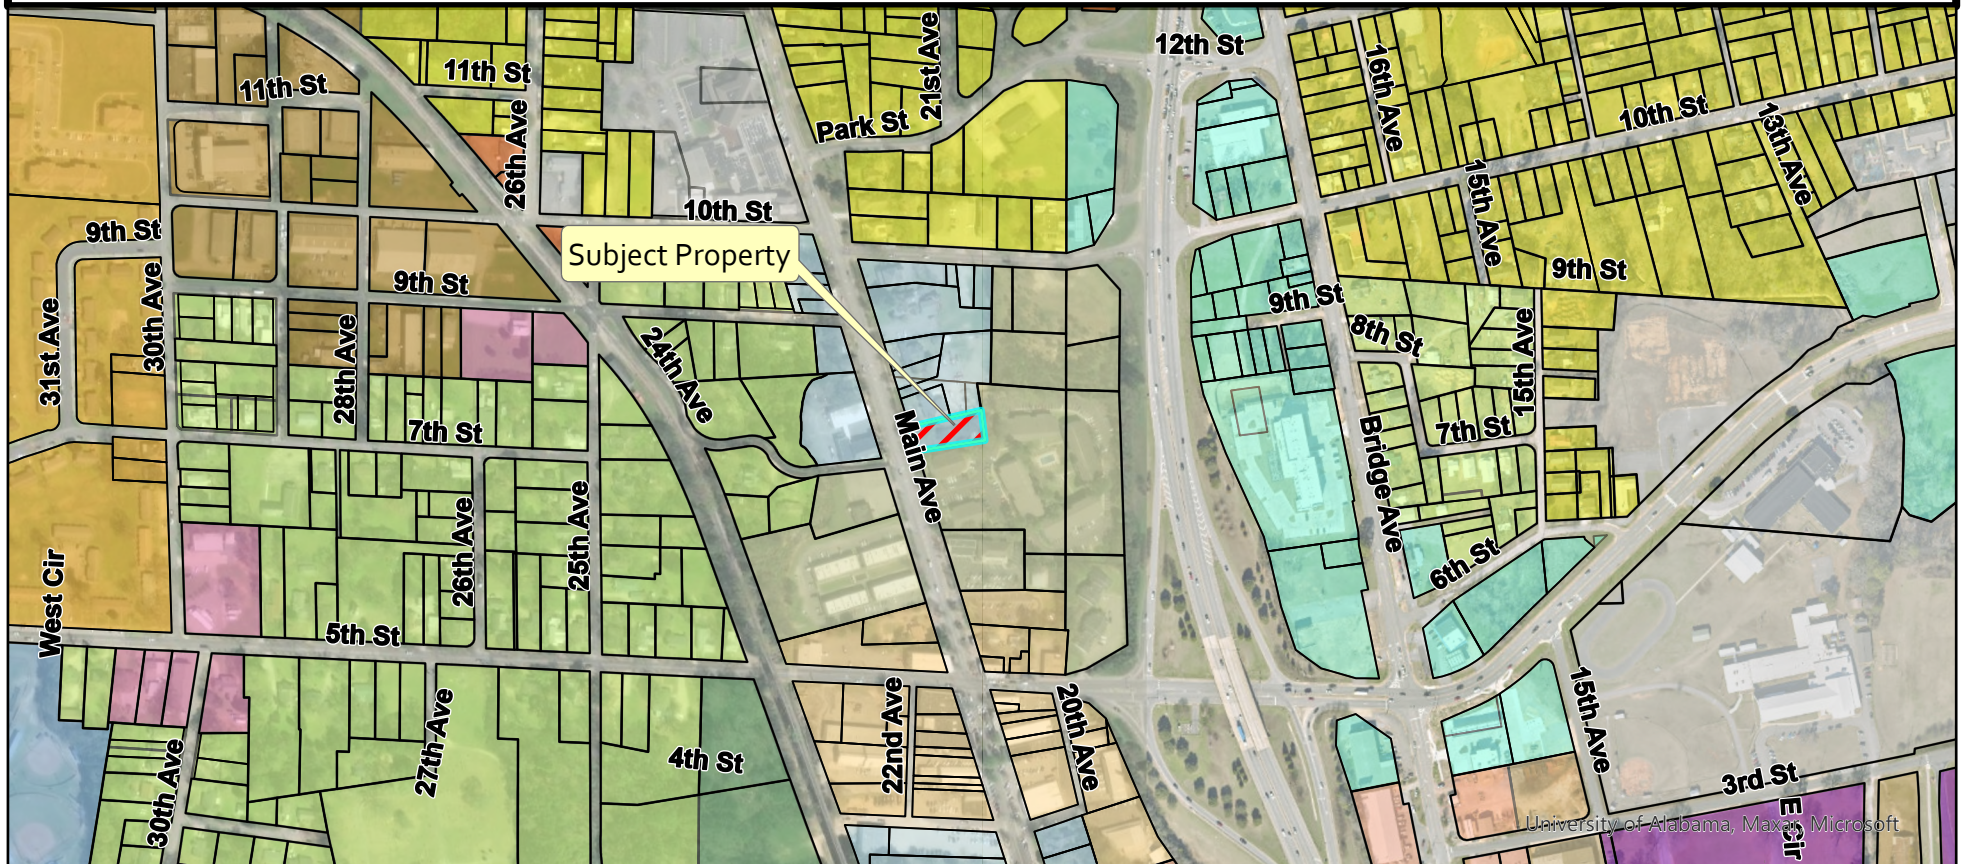 12th St
21st Ave
16th Ave
11th St
11th St
26th Ave
Park St
10th St
13th Ave
15th Ave
10th St
9th St
Subject Property
30th Ave
9th St
9th St
9th St
31st Ave
28th Ave
24th Ave
8th St
15th Ave
7th St
Main Ave
Bridge Ave
7th St
26th Ave
25th Ave
6th St
West Cir
5th St
27th Ave
22nd Ave
20th Ave
15th Ave
30th Ave
4th St
3rd St
E Cir
University of Alabama, Maxar, Microsoft